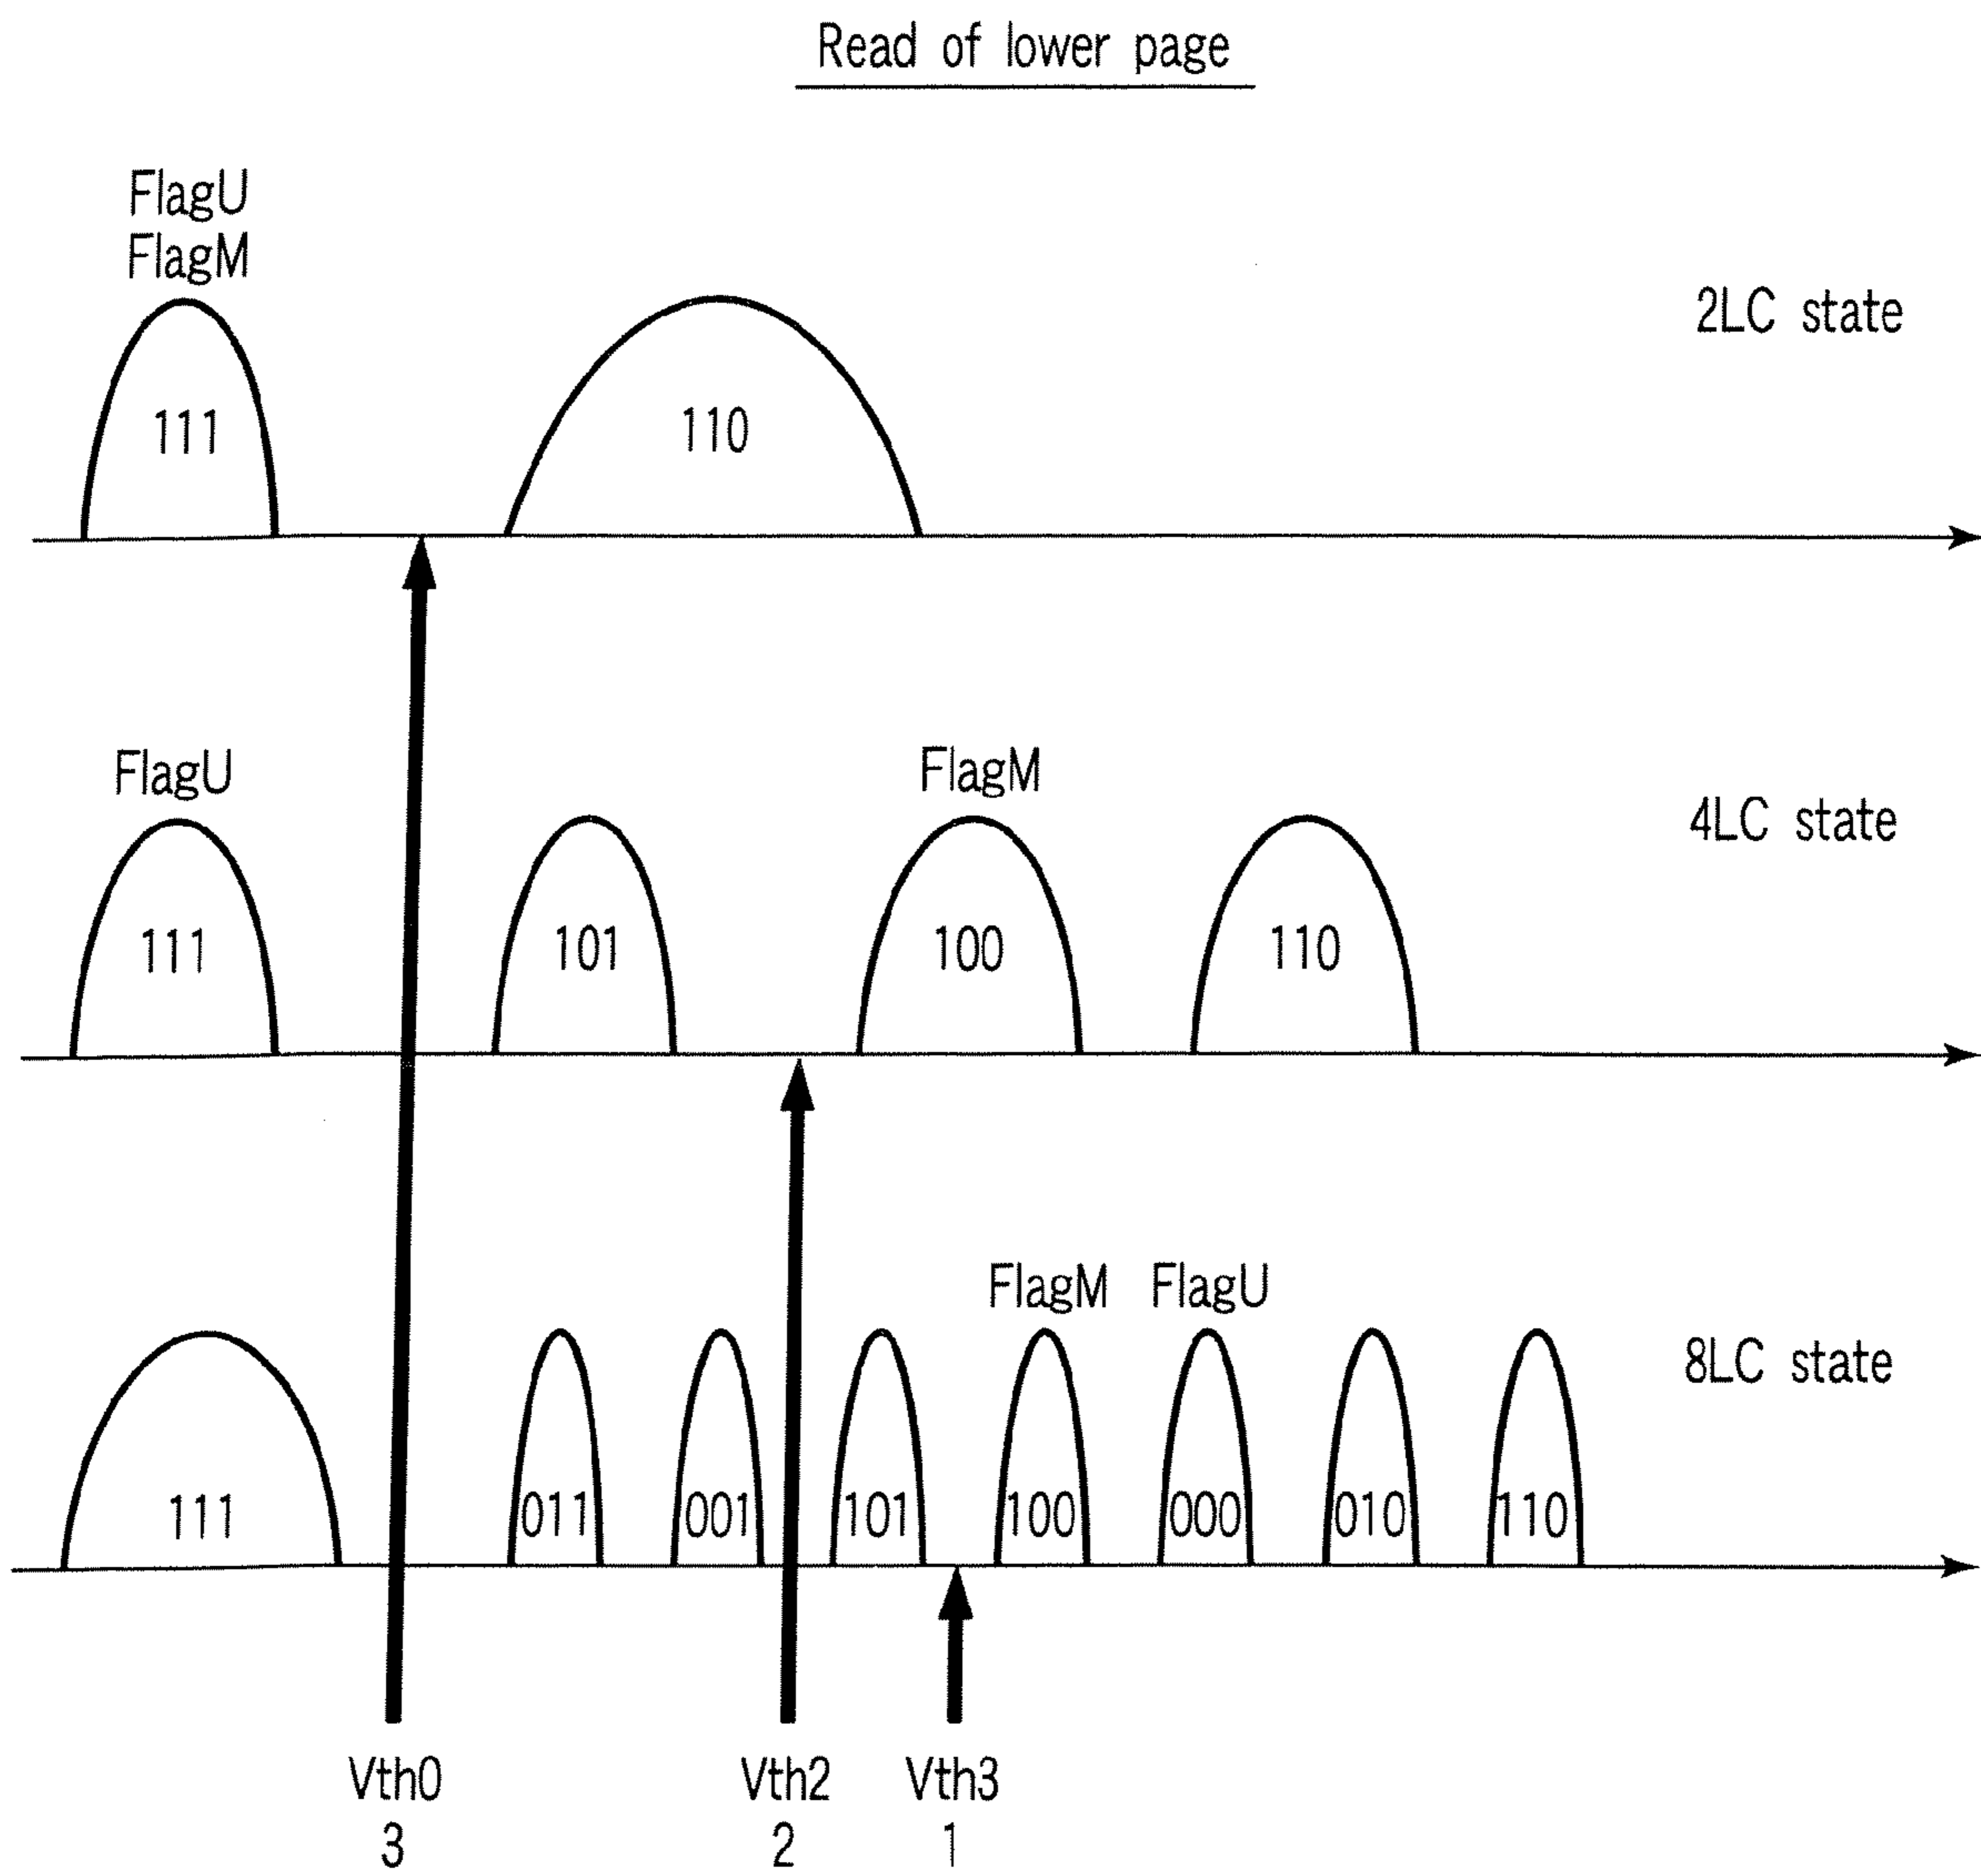 Read of lower page
FlagU
FlagM
2LC state
111
110
FlagU
FlagM
4LC state
111
101
100
110
FlagM FlagU
8LC state
111
011
001
101
100
000
010
110
Vth0
Vth2
Vth3
3
2
1